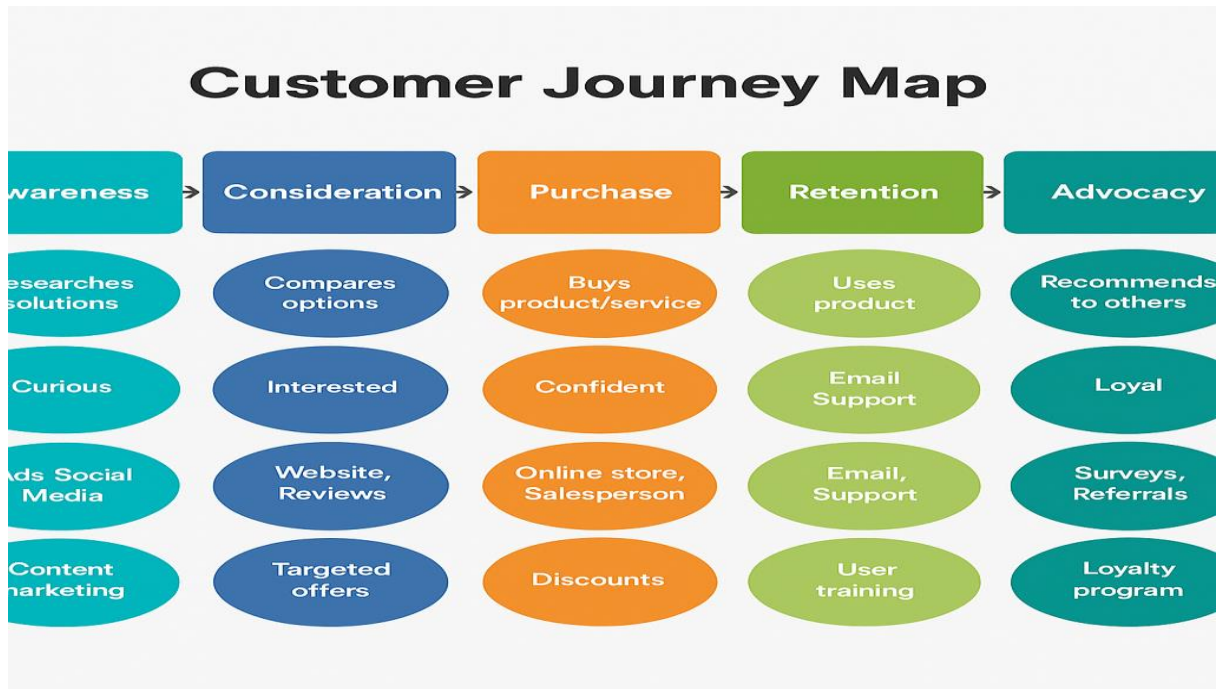 Customer Journey Map
wareness
Consideration
Purchase
Retention
Advocacy
esearches
solutions
Compares
options
Buys
product/service
Uses
product
Recommends
to others
Curious
Interested
Confident
Email
Support
Loyal
Ads Social
Media
Website,
Reviews
Online store,
Salesperson
Email,
Support
Surveys,
Referrals
Content
marketing
Targeted
offers
Discounts
User
training
Loyalty
program